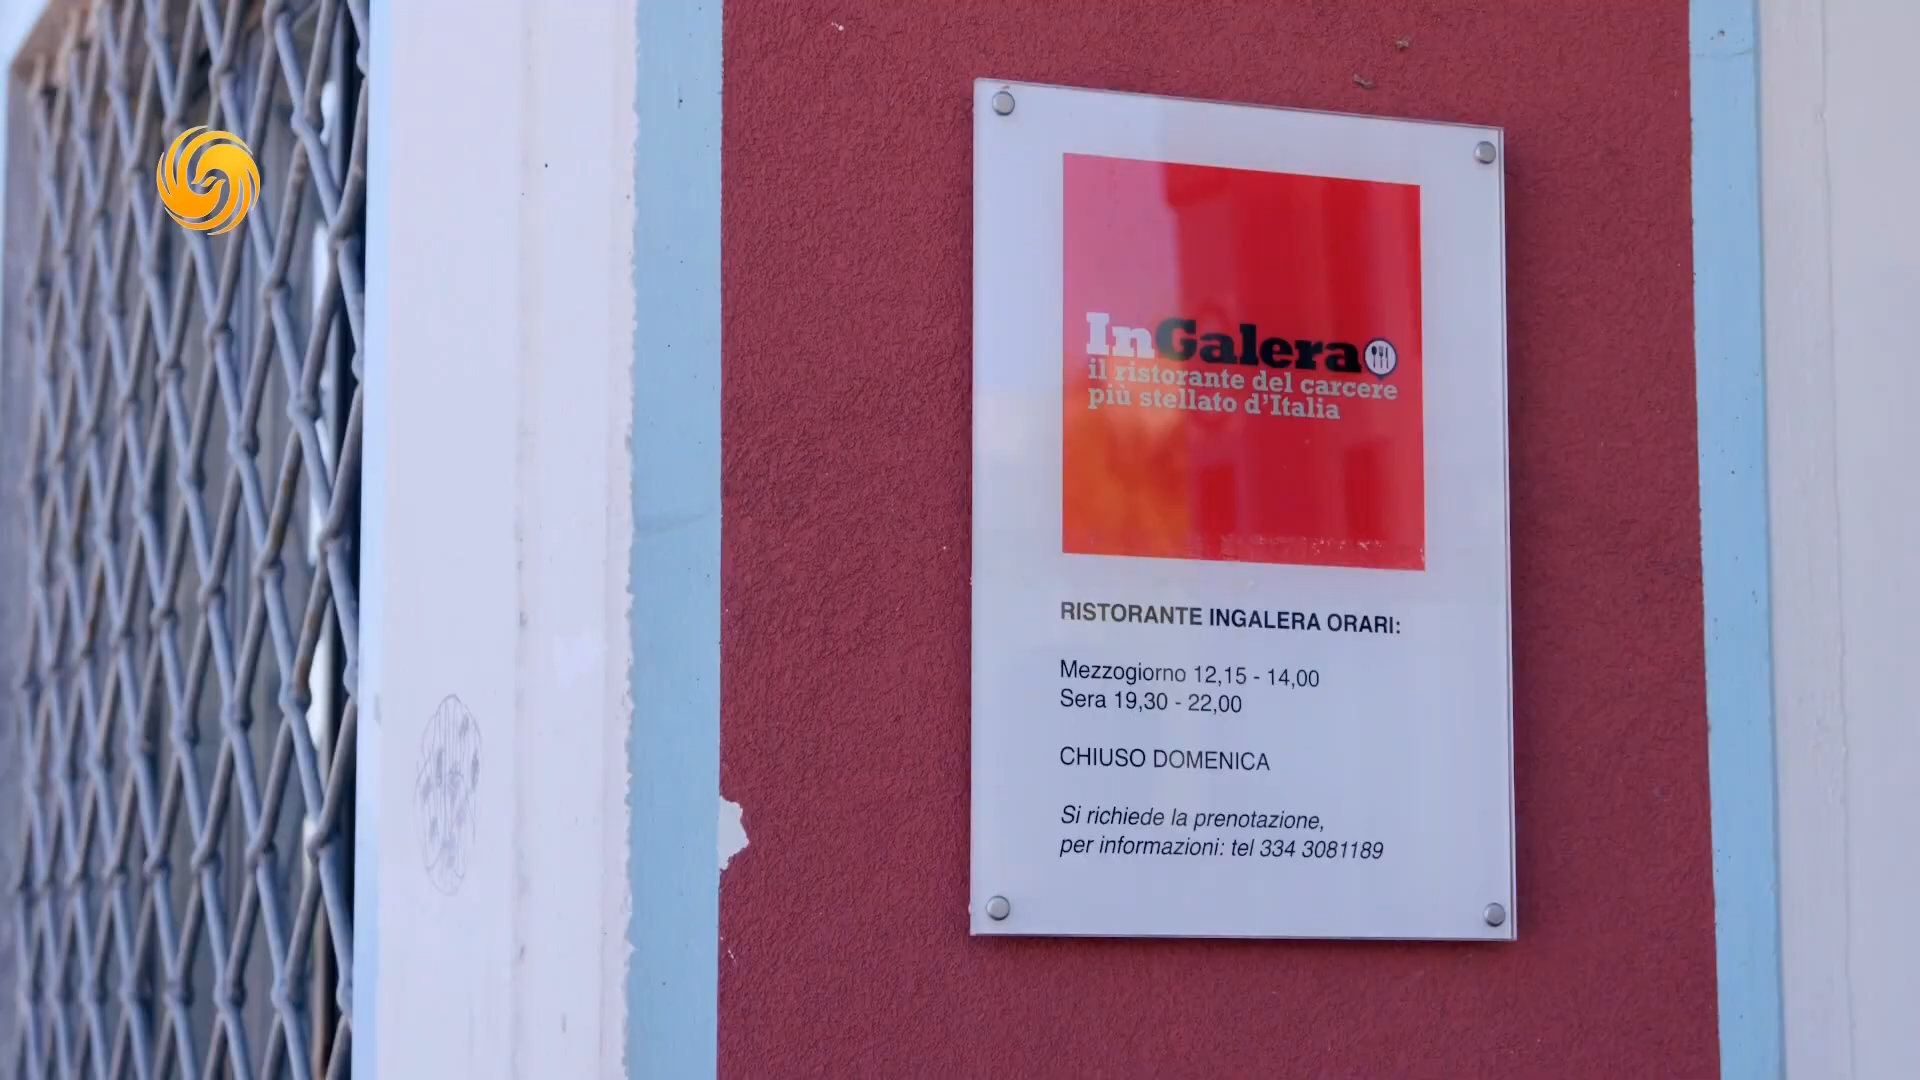 InGalera
il ristorante del carcere
più stellato d'Italia
RISTORANTE INGALERA ORARI:
Mezzogiorno 12,15 - 14,00
Sera 19,30 - 22,00
CHIUSO DOMENICA
Si richiede la prenotazione,
per informazioni: tel 334 3081189